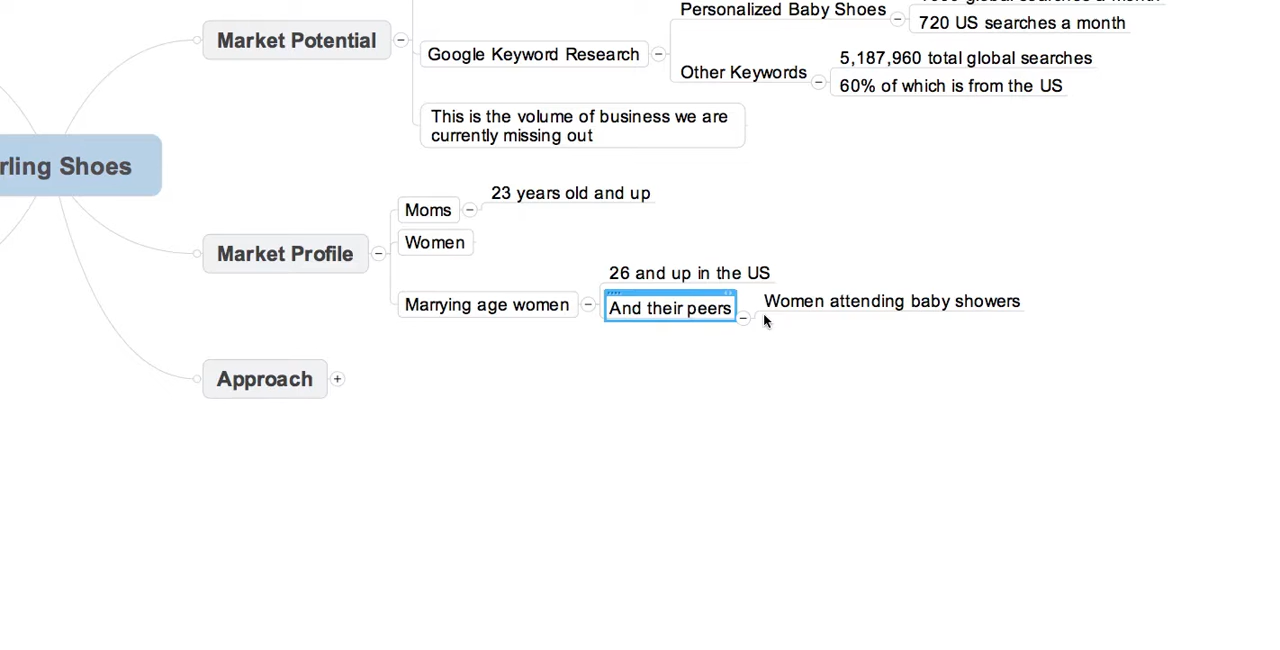 Personalized Baby Shoes
720 US searches a month
Market Potential
Google Keyword Research
Other Keywords
5,187,960 total global searches
60% of which is from the US
This is the volume of business we are
currently missing out
rling Shoes
Market Profile
Moms
23 years old and up
Women
Marrying age women
26 and up in the US
And their peers
Women attending baby showers
Approach